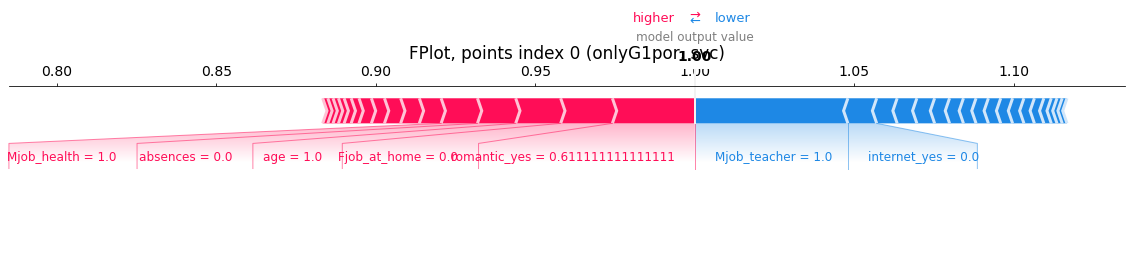 higher ⇄ lower
model output value
FPlot, points index 0 (onlyG1por, svc)
1.00
0.80 0.85 0.90 0.95 1.00 1.05 1.10
Mjob_health = 1.0 absences = 0.0 age = 1.0 Fjob_at_home = 0.0 romantic_yes = 0.611111111111111 Mjob_teacher = 1.0 internet_yes = 0.0